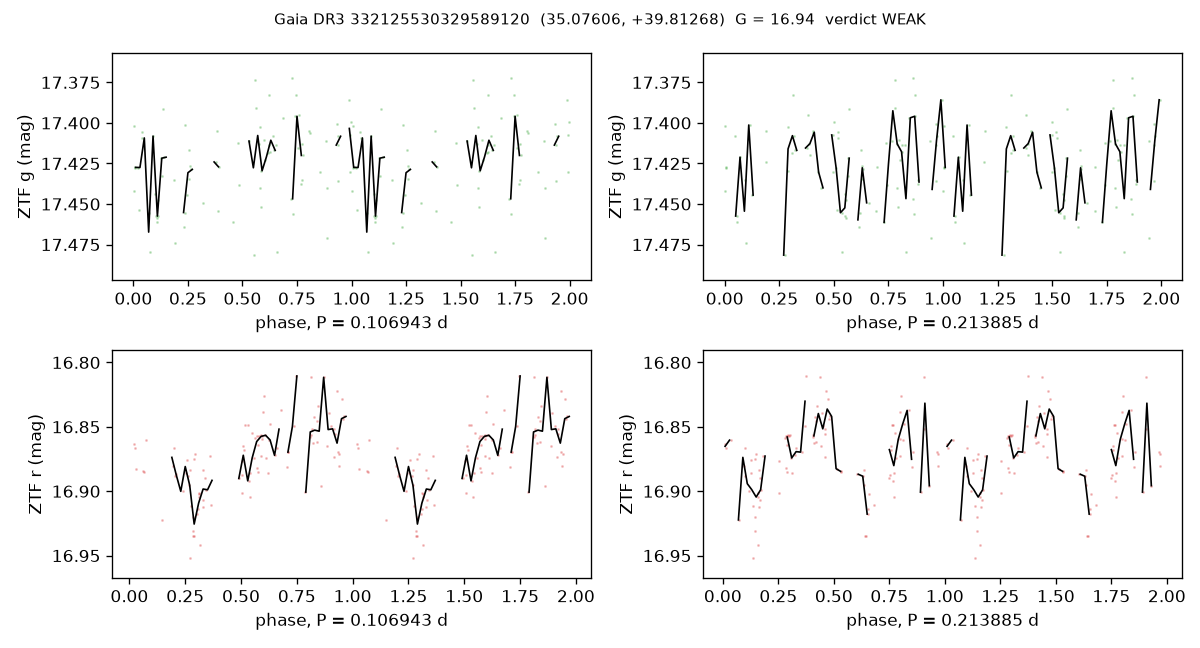 Gaia DR3 332125530329589120 (35.07606, +39.81268) G = 16.94 verdict WEAK
ZTF g (mag)
17.375
17.400
17.425
17.450
17.475
0.00 0.25 0.50 0.75 1.00 1.25 1.50 1.75 2.00
phase, P = 0.106943 d
ZTF g (mag)
17.375
17.400
17.425
17.450
17.475
0.00 0.25 0.50 0.75 1.00 1.25 1.50 1.75 2.00
phase, P = 0.213885 d
ZTF r (mag)
16.80
16.85
16.90
16.95
0.00 0.25 0.50 0.75 1.00 1.25 1.50 1.75 2.00
phase, P = 0.106943 d
ZTF r (mag)
16.80
16.85
16.90
16.95
0.00 0.25 0.50 0.75 1.00 1.25 1.50 1.75 2.00
phase, P = 0.213885 d